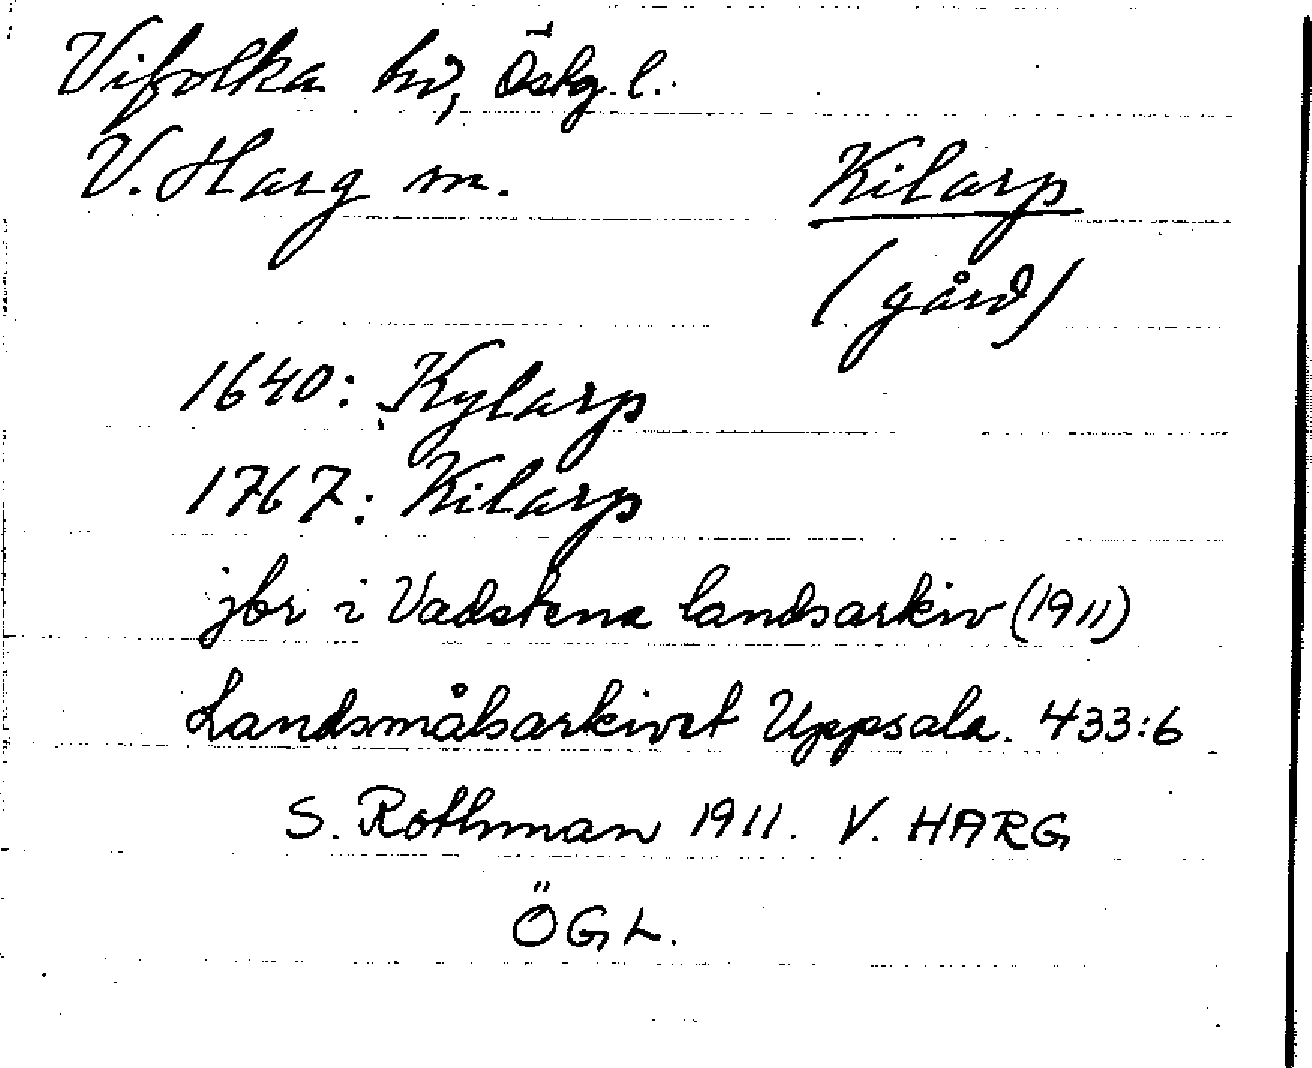 Vifolka hd, Östg. l.
V. Harg sn. Kilarp
(gård)
1640: Kylarp
1767: Kilarp
jbr i Vadstena landsarkiv (1911)
Landsmålsarkivet Uppsala. 433:6
S. Rothman 1911. V. HARG
ÖGL.